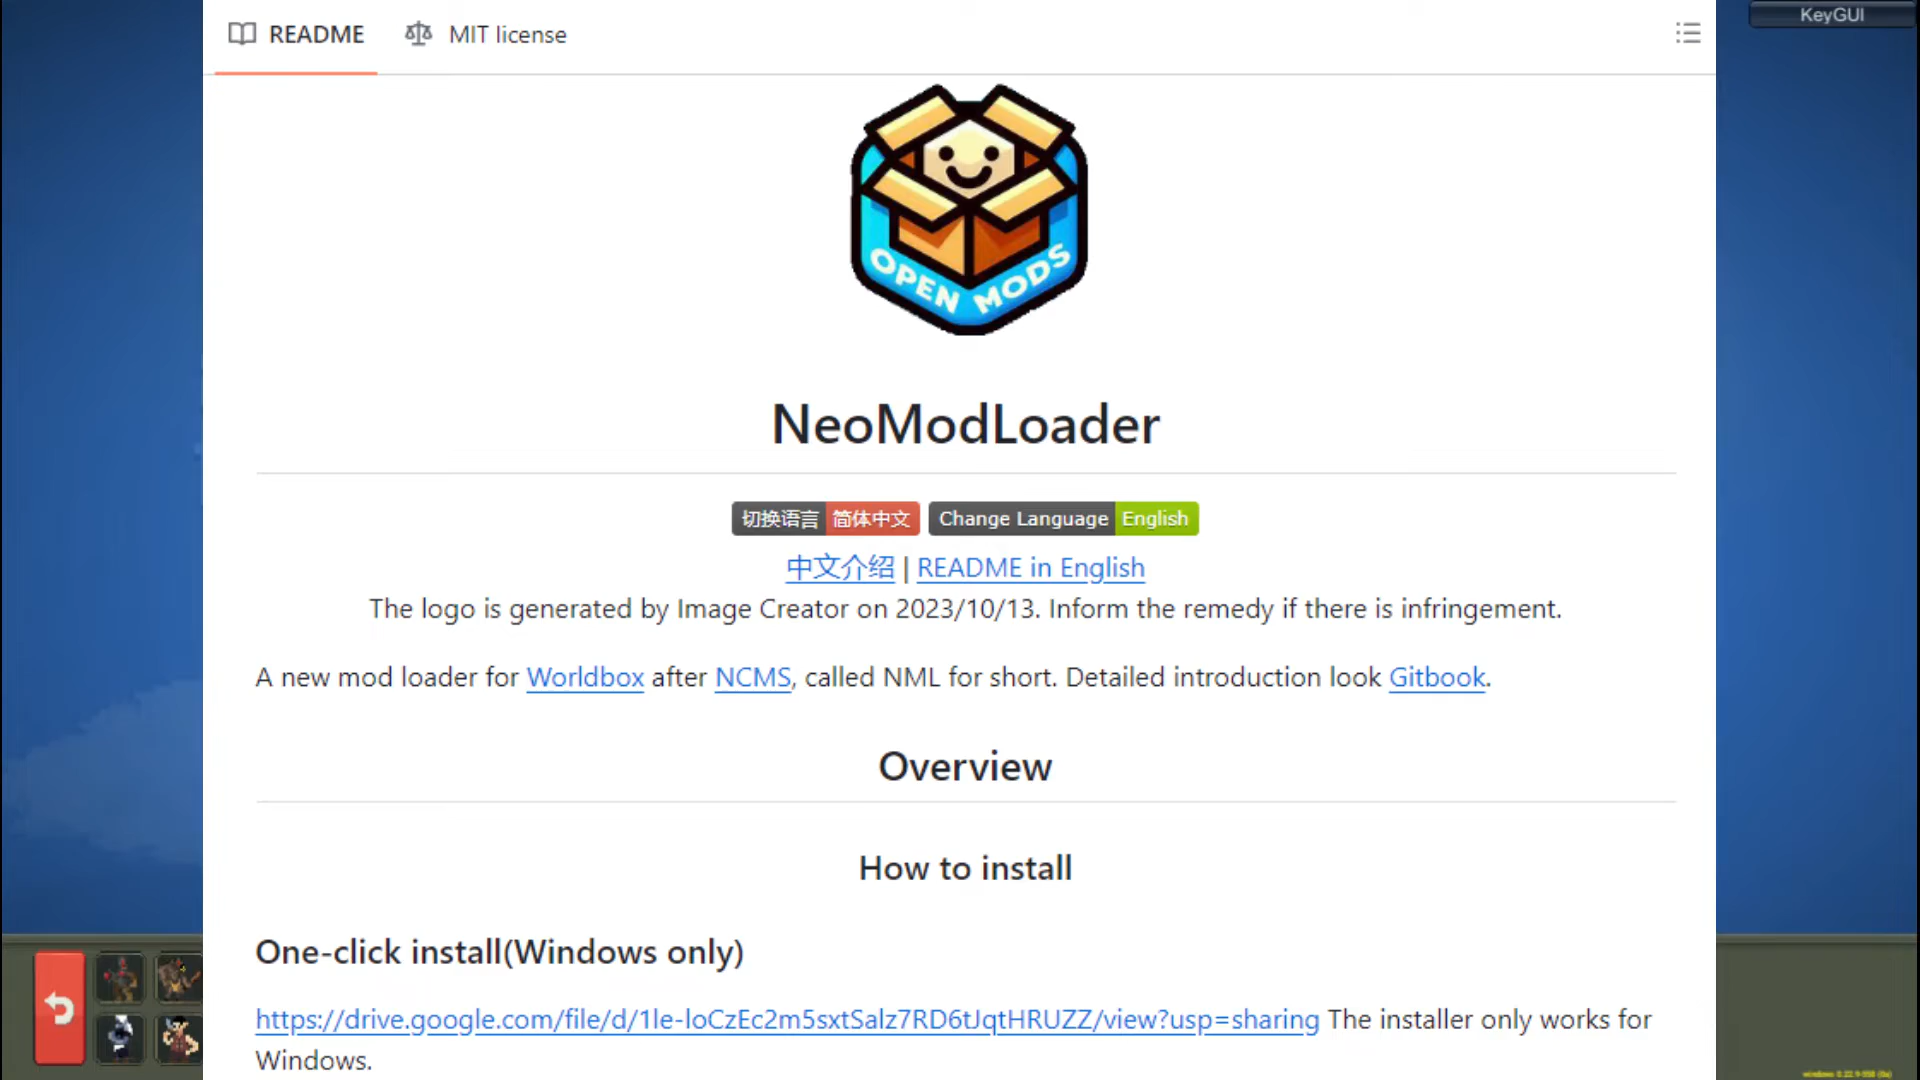 README MIT license
KeyGUI
OPEN MODS
NeoModLoader
切换语言 简体中文 Change Language English
中文介绍 | README in English
The logo is generated by Image Creator on 2023/10/13. Inform the remedy if there is infringement.
A new mod loader for Worldbox after NCMS, called NML for short. Detailed introduction look Gitbook.
Overview
How to install
One-click install(Windows only)
https://drive.google.com/file/d/1le-loCzEc2m5sxtSalz7RD6tJqtHRUZZ/view?usp=sharing The installer only works for
Windows.